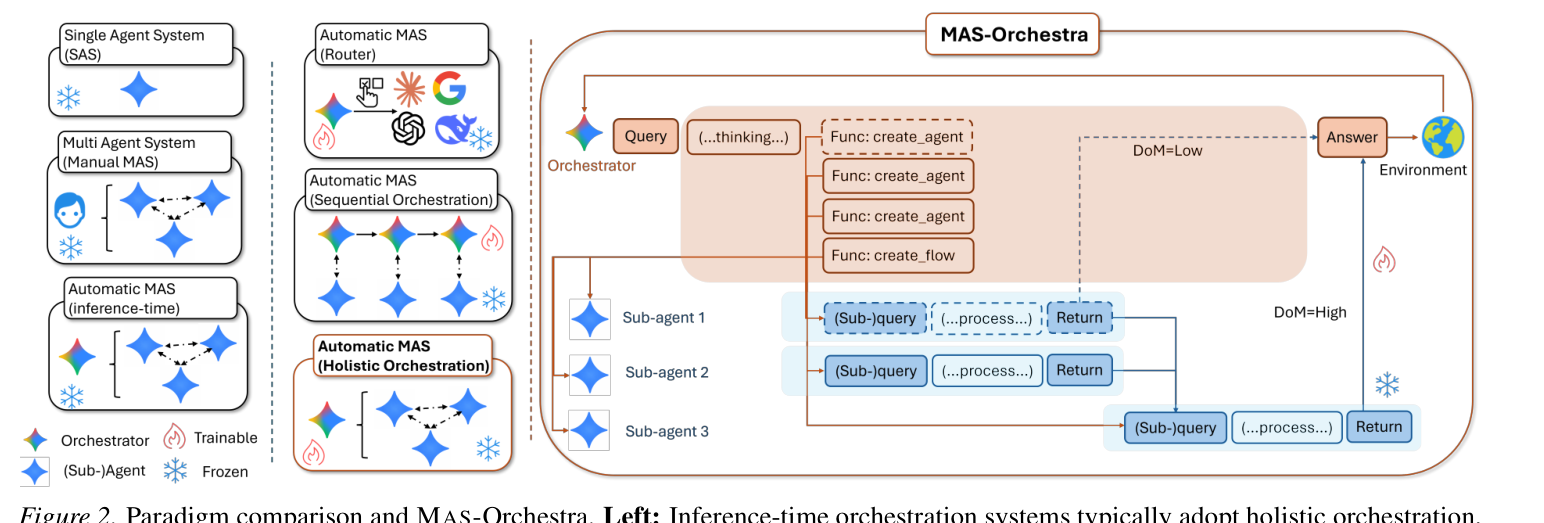 Single Agent System
(SAS)
Multi Agent System
(Manual MAS)
Automatic MAS
(inference-time)
Orchestrator
Trainable
(Sub-)Agent
Frozen
Automatic MAS
(Router)
Automatic MAS
(Sequential Orchestration)
Automatic MAS
(Holistic Orchestration)
MAS-Orchestra
Orchestrator
Query
(...thinking...)
Func: create_agent
Func: create_agent
Func: create_agent
Func: create_flow
DoM=Low
Answer
Environment
DoM=High
Sub-agent 1
(Sub-)query
(...process...)
Return
Sub-agent 2
(Sub-)query
(...process...)
Return
Sub-agent 3
(Sub-)query
(...process...)
Return
Figure 2. Paradigm comparison and MAS-Orchestra. Left: Inference-time orchestration systems typically adopt holistic orchestration.